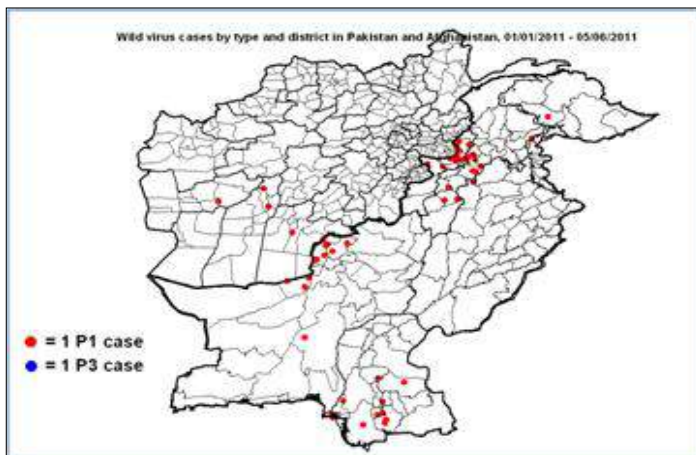 Wild virus cases by type and district in Pakistan and Afghanistan, 01/01/2011 - 05/06/2011
= 1 P1 case
= 1 P3 case